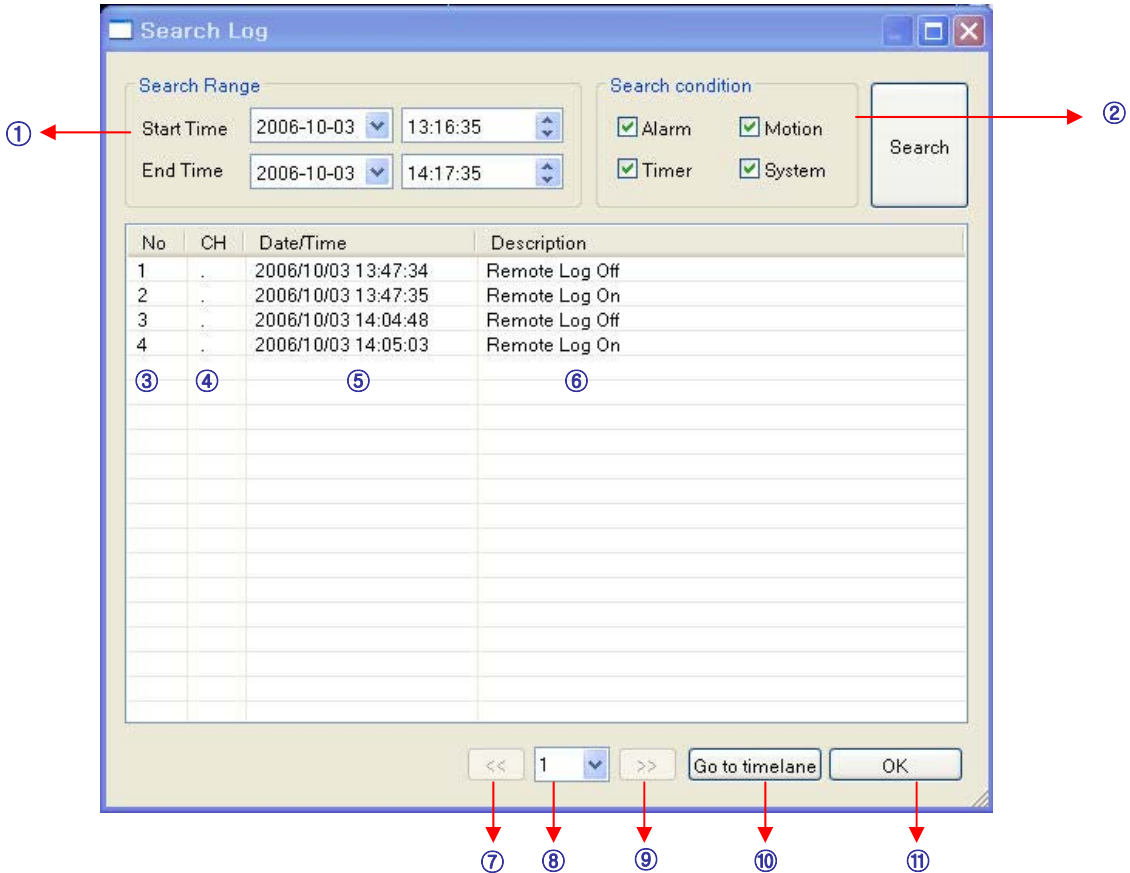 Search Log
Search Range
Search condition
① Start Time 2006-10-03 13:16:35 Alarm Motion ②
Search
End Time 2006-10-03 14:17:35 Timer System
No CH Date/Time Description
1 . 2006/10/03 13:47:34 Remote Log Off
2 . 2006/10/03 13:47:35 Remote Log On
3 . 2006/10/03 14:04:48 Remote Log Off
4 . 2006/10/03 14:05:03 Remote Log On
③ ④ ⑤ ⑥
<< 1 >> Go to timelane OK
⑦ ⑧ ⑨ ⑩ ⑪